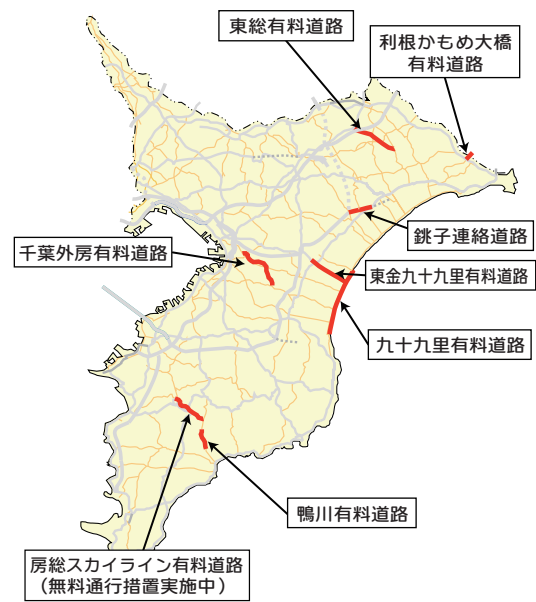 東総有料道路
利根かもめ大橋
有料道路
銚子連絡道路
千葉外房有料道路
東金九十九里有料道路
九十九里有料道路
鴨川有料道路
房総スカイライン有料道路
（無料通行措置実施中）